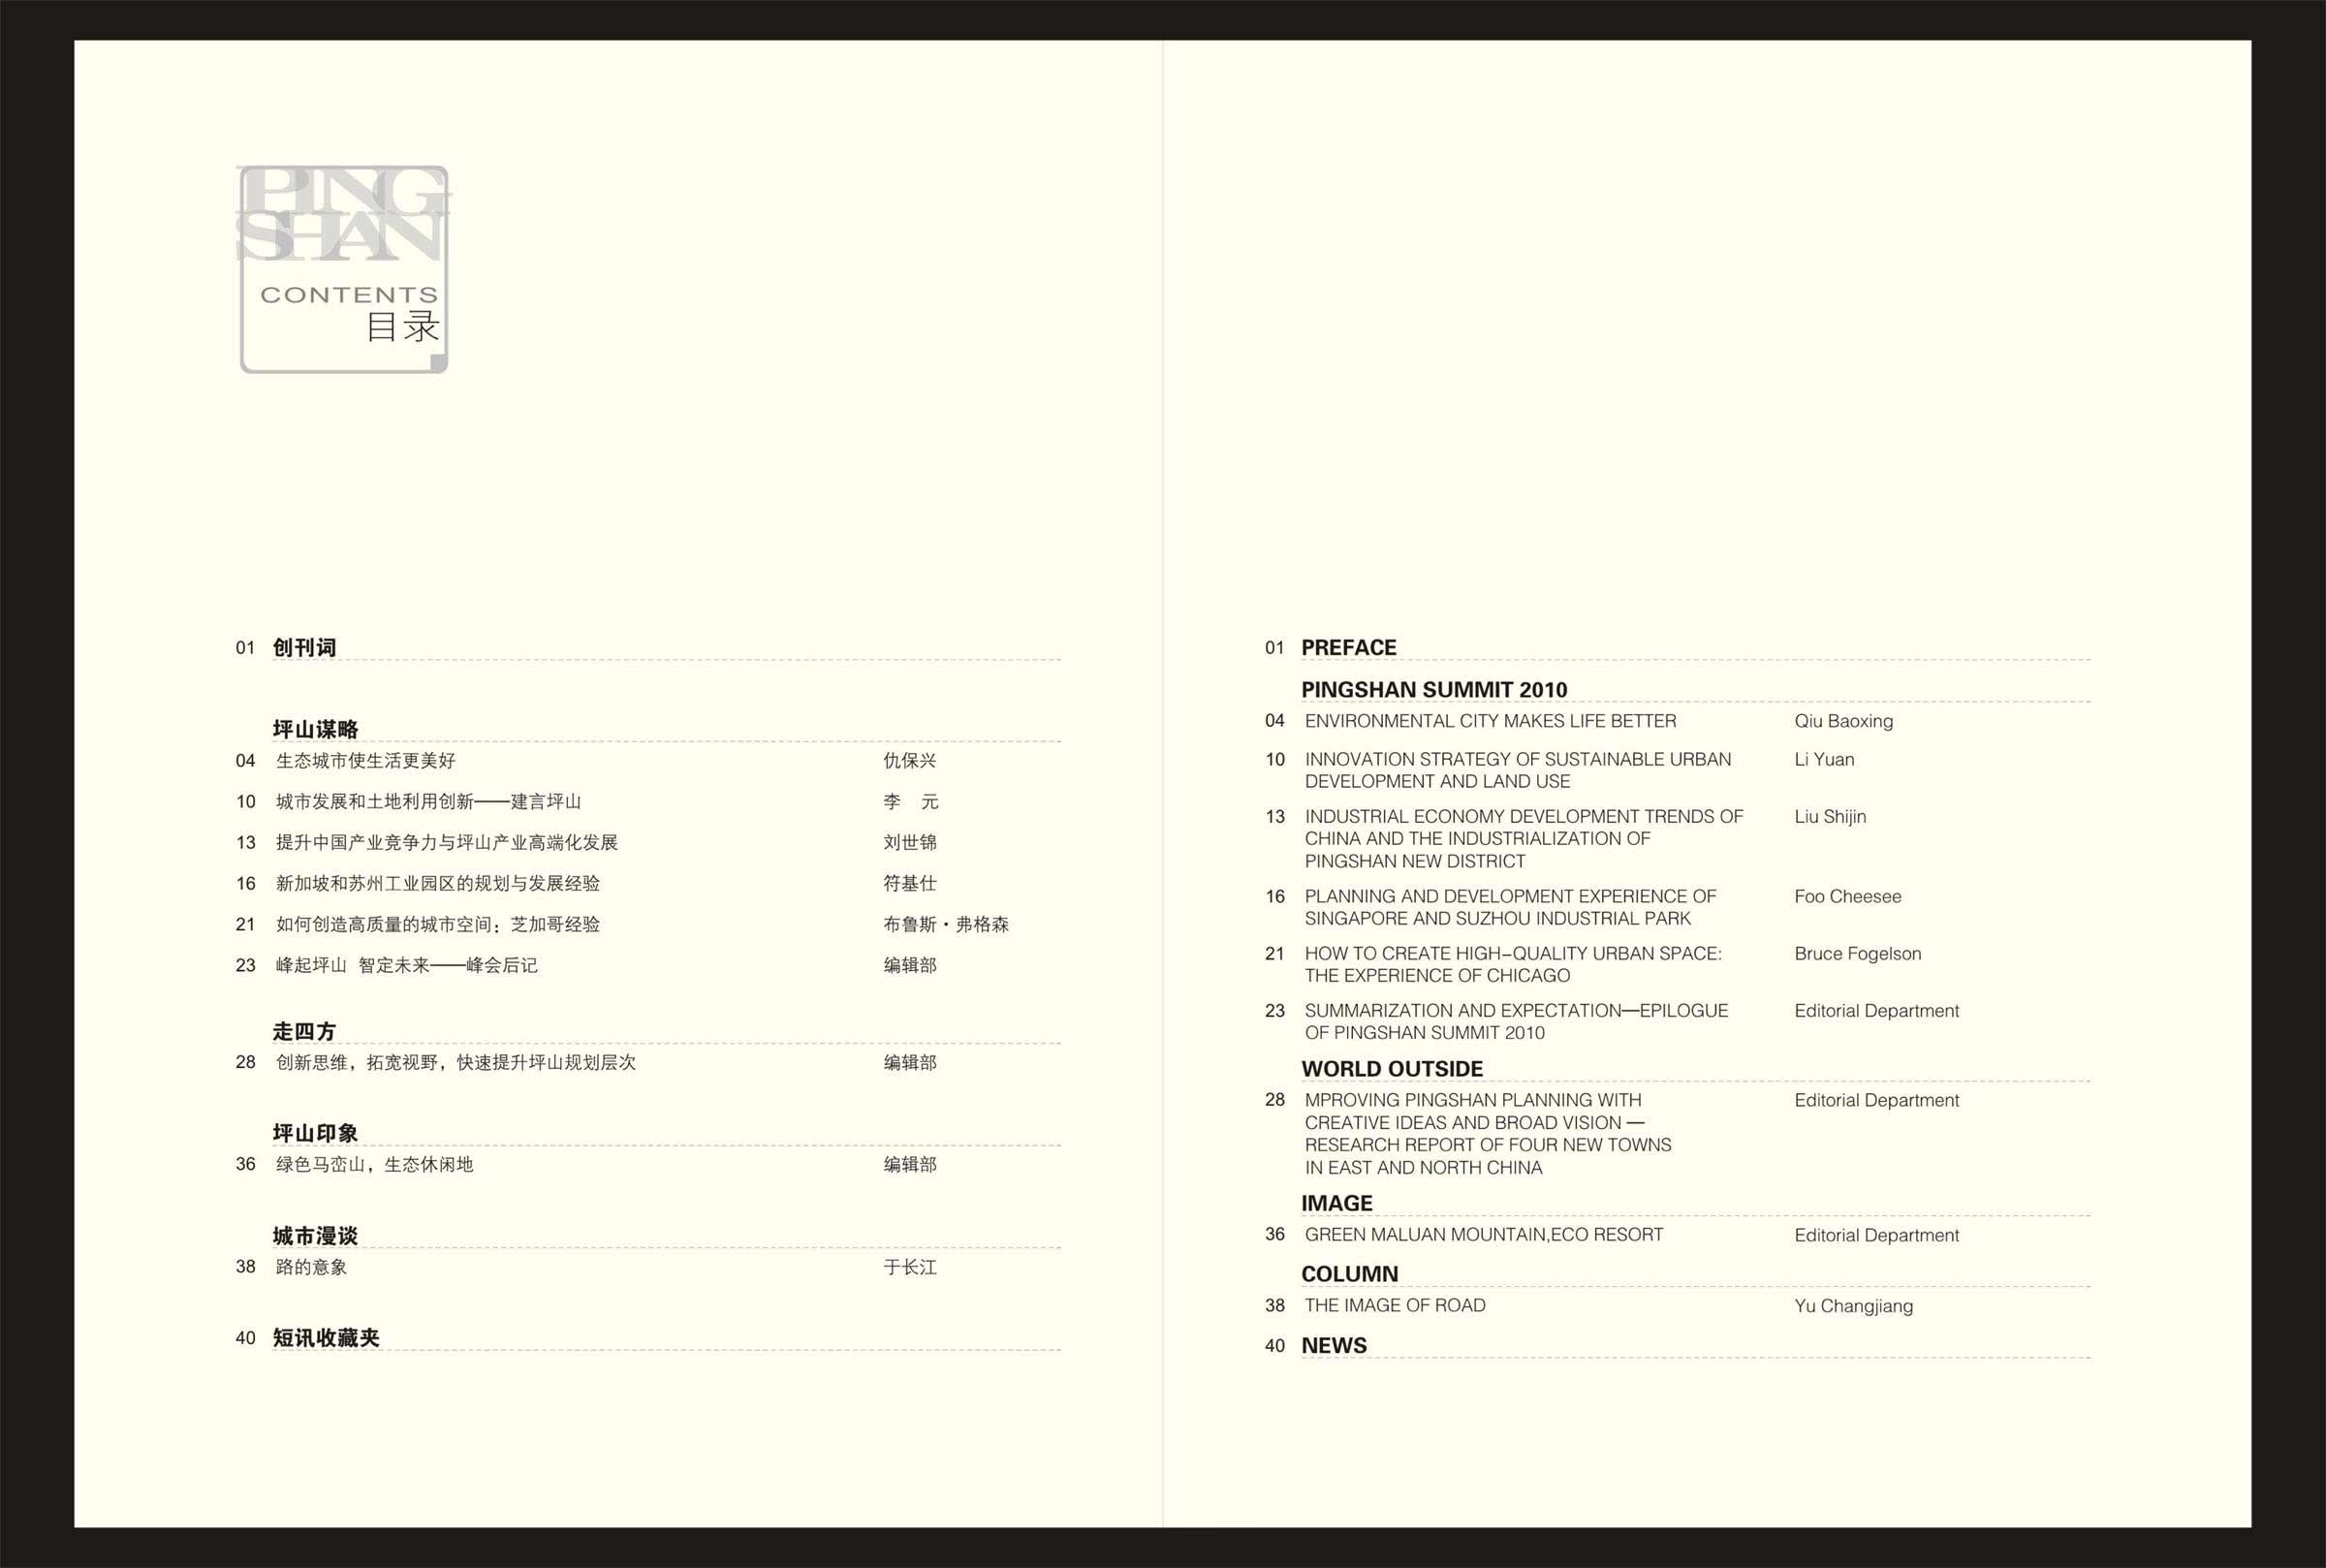 PING
SHAN
CONTENTS
目录
01 创刊词
坪山谋略
04 生态城市使生活更美好 仇保兴
10 城市发展和土地利用创新——建言坪山 李 元
13 提升中国产业竞争力与坪山产业高端化发展 刘世锦
16 新加坡和苏州工业园区的规划与发展经验 符基仕
21 如何创造高质量的城市空间：芝加哥经验 布鲁斯·弗格森
23 峰起坪山 智定未来——峰会后记 编辑部
走四方
28 创新思维，拓宽视野，快速提升坪山规划层次 编辑部
坪山印象
36 绿色马峦山，生态休闲地 编辑部
城市漫谈
38 路的意象 于长江
40 短讯收藏夹
01 PREFACE
PINGSHAN SUMMIT 2010
04 ENVIRONMENTAL CITY MAKES LIFE BETTER Qiu Baoxing
10 INNOVATION STRATEGY OF SUSTAINABLE URBAN Li Yuan
DEVELOPMENT AND LAND USE
13 INDUSTRIAL ECONOMY DEVELOPMENT TRENDS OF Liu Shijin
CHINA AND THE INDUSTRIALIZATION OF
PINGSHAN NEW DISTRICT
16 PLANNING AND DEVELOPMENT EXPERIENCE OF Foo Cheesee
SINGAPORE AND SUZHOU INDUSTRIAL PARK
21 HOW TO CREATE HIGH-QUALITY URBAN SPACE: Bruce Fogelson
THE EXPERIENCE OF CHICAGO
23 SUMMARIZATION AND EXPECTATION—EPILOGUE Editorial Department
OF PINGSHAN SUMMIT 2010
WORLD OUTSIDE
28 MPROVING PINGSHAN PLANNING WITH Editorial Department
CREATIVE IDEAS AND BROAD VISION —
RESEARCH REPORT OF FOUR NEW TOWNS
IN EAST AND NORTH CHINA
IMAGE
36 GREEN MALUAN MOUNTAIN,ECO RESORT Editorial Department
COLUMN
38 THE IMAGE OF ROAD Yu Changjiang
40 NEWS